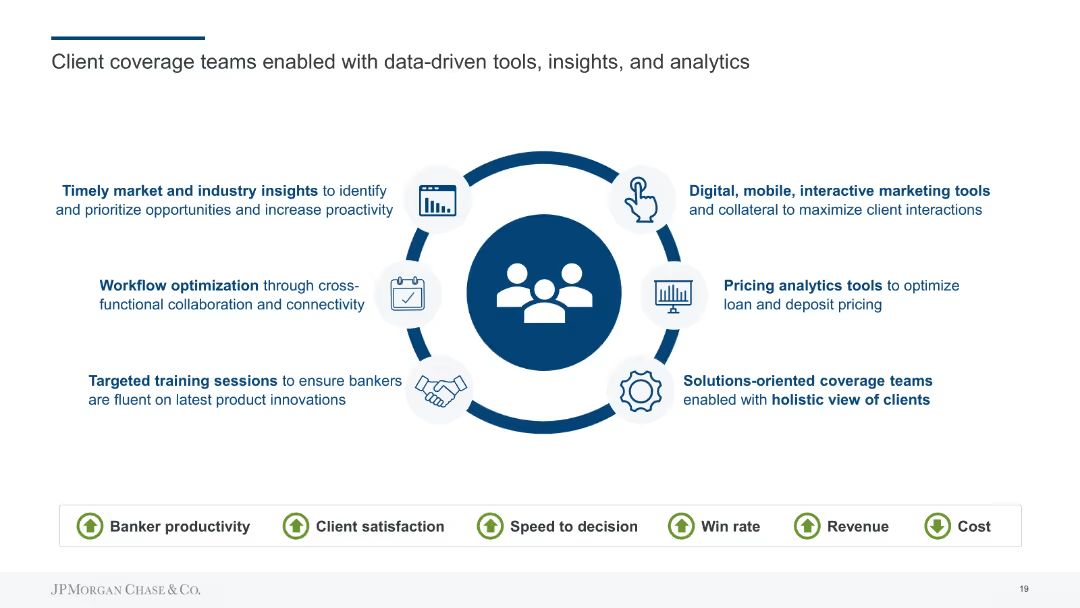 Client coverage teams enabled with data-driven tools, insights, and analytics
Timely market and industry insights to identify
and prioritize opportunities and increase proactivity
Digital, mobile, interactive marketing tools
and collateral to maximize client interactions
Workflow optimization through cross-
functional collaboration and connectivity
Pricing analytics tools to optimize
loan and deposit pricing
Targeted training sessions to ensure bankers
are fluent on latest product innovations
Solutions-oriented coverage teams
enabled with holistic view of clients
Banker productivity Client satisfaction Speed to decision Win rate Revenue Cost
JPMORGAN CHASE & CO. 19